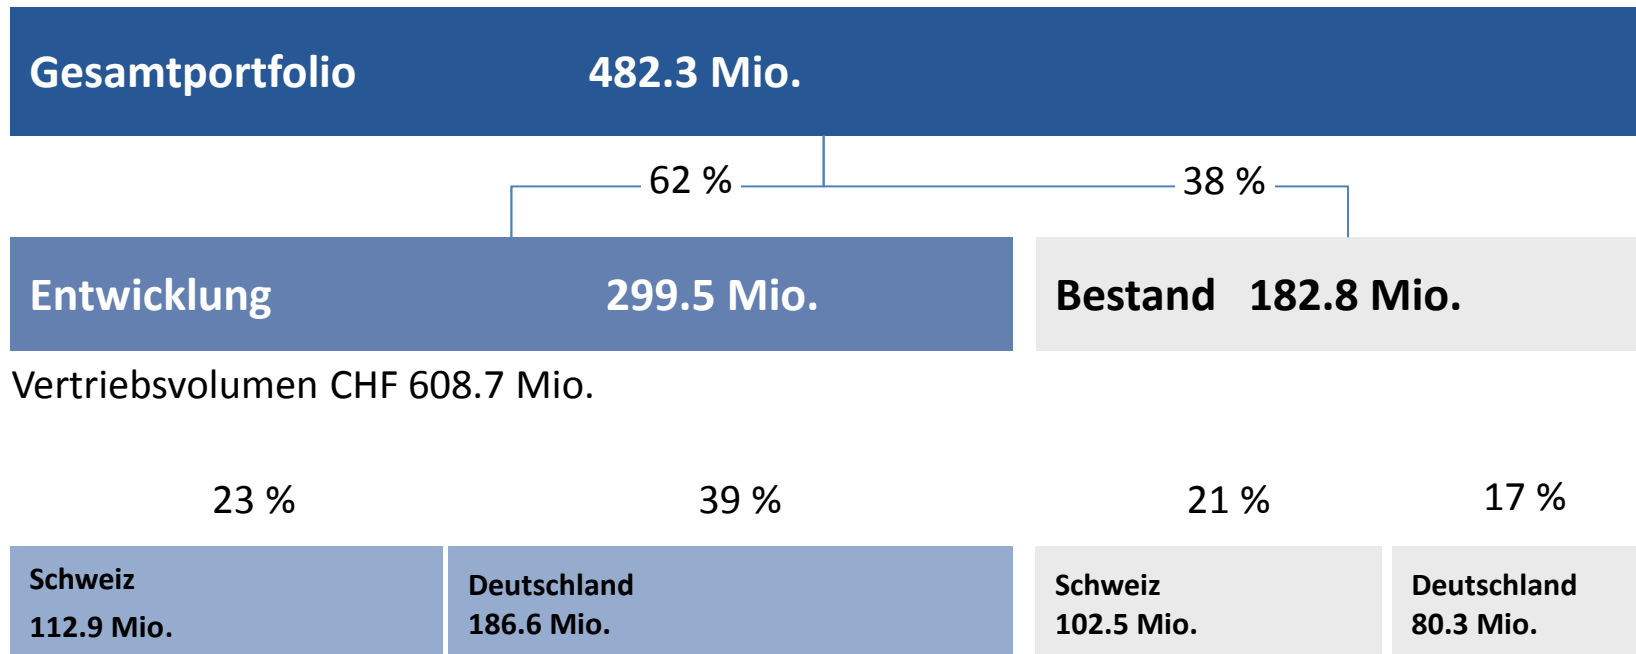 Gesamtportfolio 482.3 Mio.
62 % 38 %
Entwicklung 299.5 Mio.
Bestand 182.8 Mio.
Vertriebsvolumen CHF 608.7 Mio.
23 % 39 % 21 % 17 %
Schweiz
112.9 Mio.
Deutschland
186.6 Mio.
Schweiz
102.5 Mio.
Deutschland
80.3 Mio.